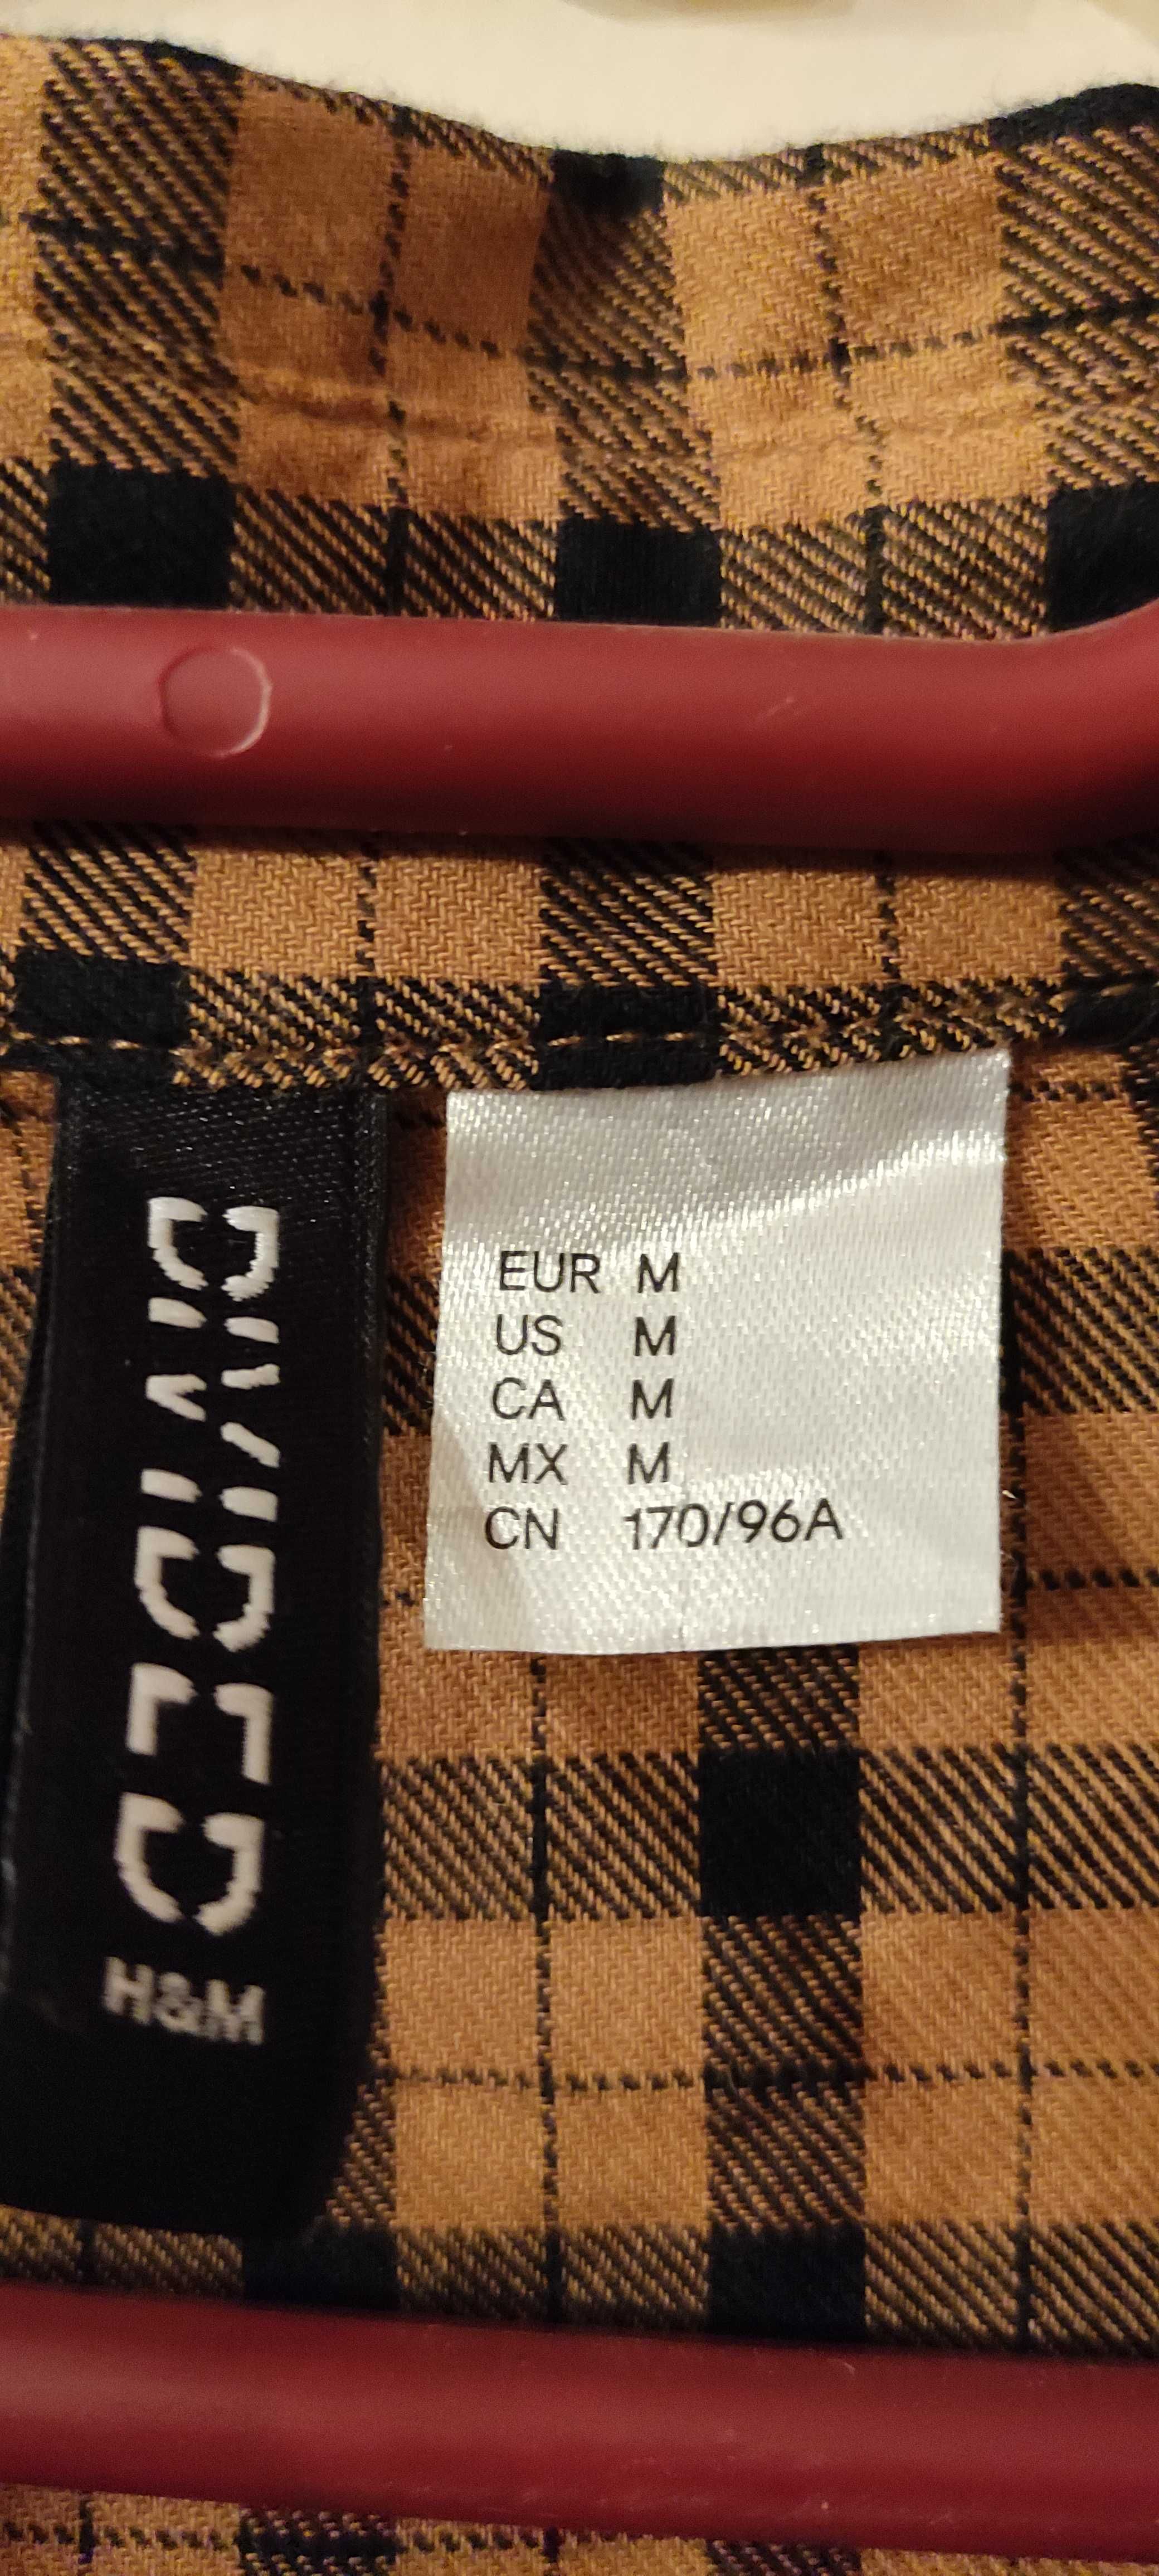 DIVIDED
H&M
EUR M
US M
CA M
MX M
CN 170/96A